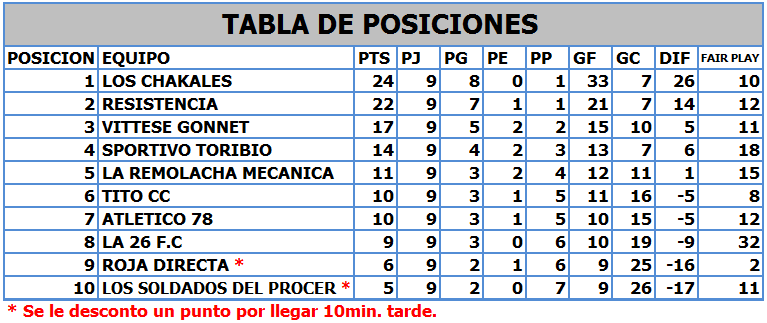 TABLA DE POSICIONES
POSICION EQUIPO PTS PJ PG PE PP GF GC DIF FAIR PLAY
1 LOS CHAKALES 24 9 8 0 1 33 7 26 10
2 RESISTENCIA 22 9 7 1 1 21 7 14 12
3 VITTESE GONNET 17 9 5 2 2 15 10 5 11
4 SPORTIVO TORIBIO 14 9 4 2 3 13 7 6 18
5 LA REMOLACHA MECANICA 11 9 3 2 4 12 11 1 15
6 TITO CC 10 9 3 1 5 11 16 -5 8
7 ATLETICO 78 10 9 3 1 5 10 15 -5 12
8 LA 26 F.C 9 9 3 0 6 10 19 -9 32
9 ROJA DIRECTA * 6 9 2 1 6 9 25 -16 2
10 LOS SOLDADOS DEL PROCER * 5 9 2 0 7 9 26 -17 11
* Se le desconto un punto por llegar 10min. tarde.